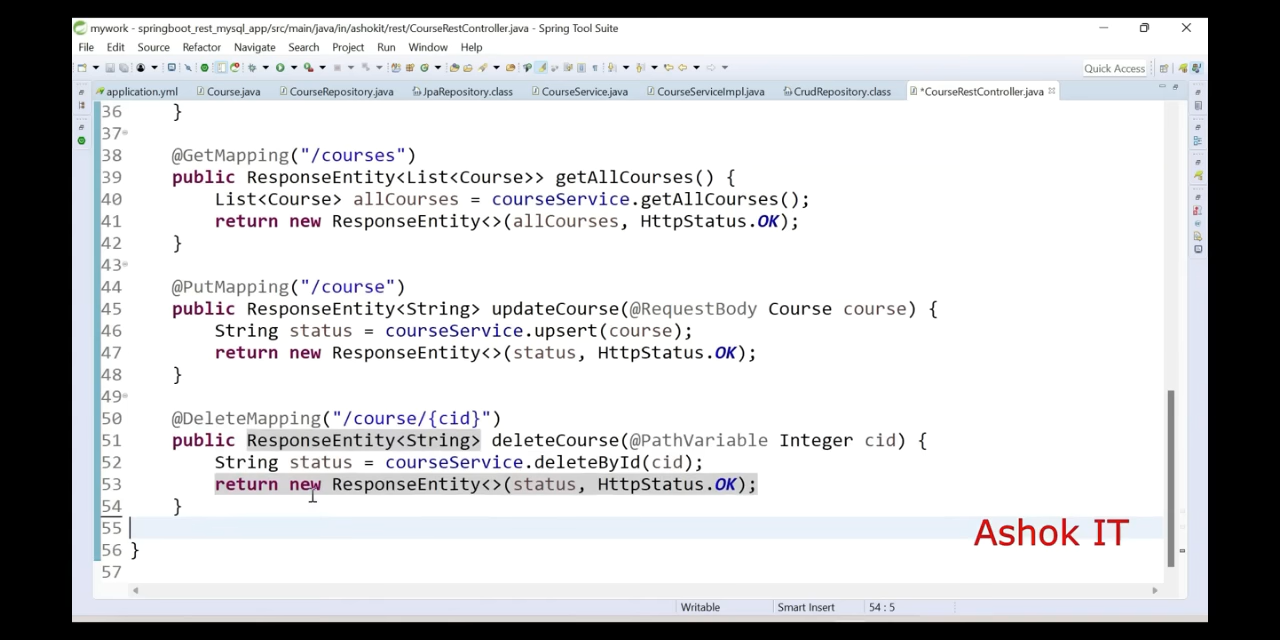 mywork - springboot_rest_mysql_app/src/main/java/in/ashokit/rest/CourseRestController.java - Spring Tool Suite
File Edit Source Refactor Navigate Search Project Run Window Help
Quick Access
application.yml Course.java CourseRepository.java JpaRepository.class CourseService.java CourseServiceImpl.java CrudRepository.class *CourseRestController.java
36 }
37
38 @GetMapping("/courses")
39 public ResponseEntity<List<Course>> getAllCourses() {
40 List<Course> allCourses = courseService.getAllCourses();
41 return new ResponseEntity<>(allCourses, HttpStatus.OK);
42 }
43
44 @PutMapping("/course")
45 public ResponseEntity<String> updateCourse(@RequestBody Course course) {
46 String status = courseService.upsert(course);
47 return new ResponseEntity<>(status, HttpStatus.OK);
48 }
49
50 @DeleteMapping("/course/{cid}")
51 public ResponseEntity<String> deleteCourse(@PathVariable Integer cid) {
52 String status = courseService.deleteById(cid);
53 return new ResponseEntity<>(status, HttpStatus.OK);
54 }
55
Ashok IT
56 }
57
Writable Smart Insert 54 : 5